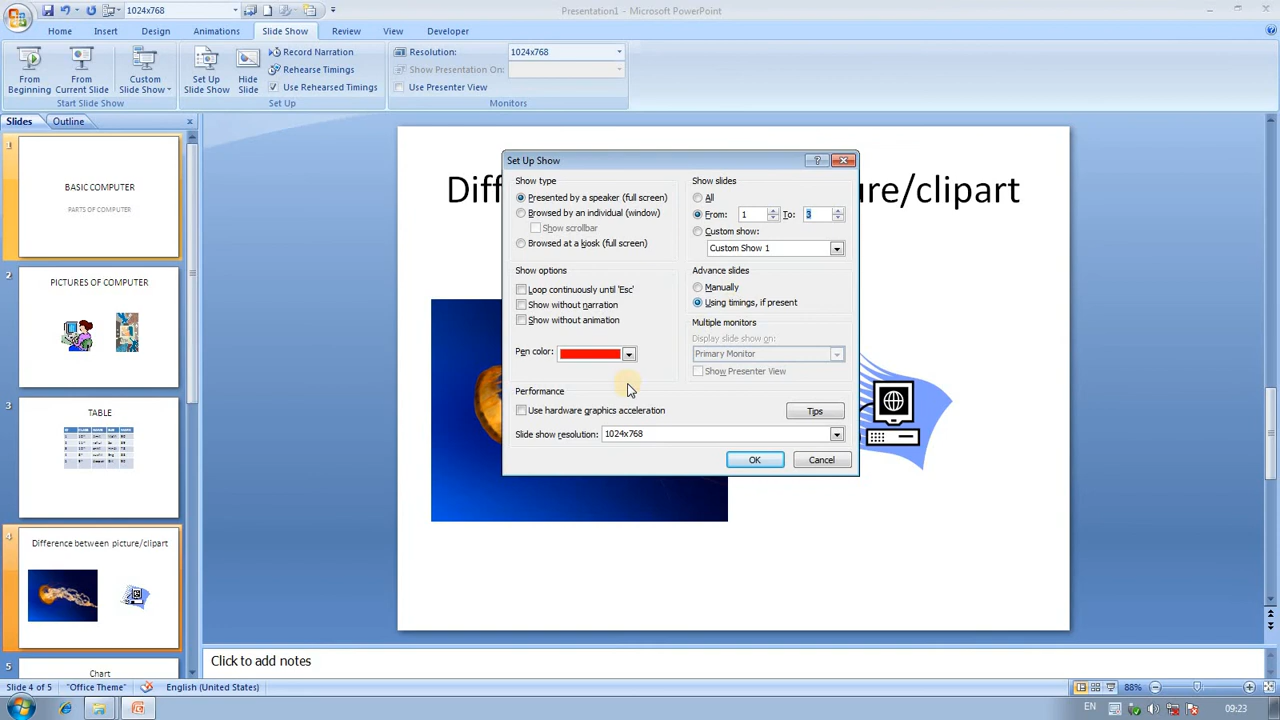 1024x768
Presentation1 - Microsoft PowerPoint
Home Insert Design Animations Slide Show Review View Developer
From Beginning
From Current Slide
Custom Slide Show
Start Slide Show
Set Up Slide Show
Hide Slide
Record Narration
Rehearse Timings
Use Rehearsed Timings
Set Up
Resolution: 1024x768
Show Presentation On:
Use Presenter View
Monitors
Slides Outline
1
BASIC COMPUTER
PARTS OF COMPUTER
2
PICTURES OF COMPUTER
3
TABLE
4
Difference between picture/clipart
5
Chart
Set Up Show
Show type
Presented by a speaker (full screen)
Browsed by an individual (window)
Show scrollbar
Browsed at a kiosk (full screen)
Show options
Loop continuously until 'Esc'
Show without narration
Show without animation
Pen color:
Performance
Use hardware graphics acceleration
Tips
Slide show resolution: 1024x768
Show slides
All
From: 1 To:
Custom show:
Custom Show 1
Advance slides
Manually
Using timings, if present
Multiple monitors
Display slide show on:
Primary Monitor
Show Presenter View
OK Cancel
Click to add notes
Slide 4 of 5 "Office Theme" English (United States) 88%
EN 09:23